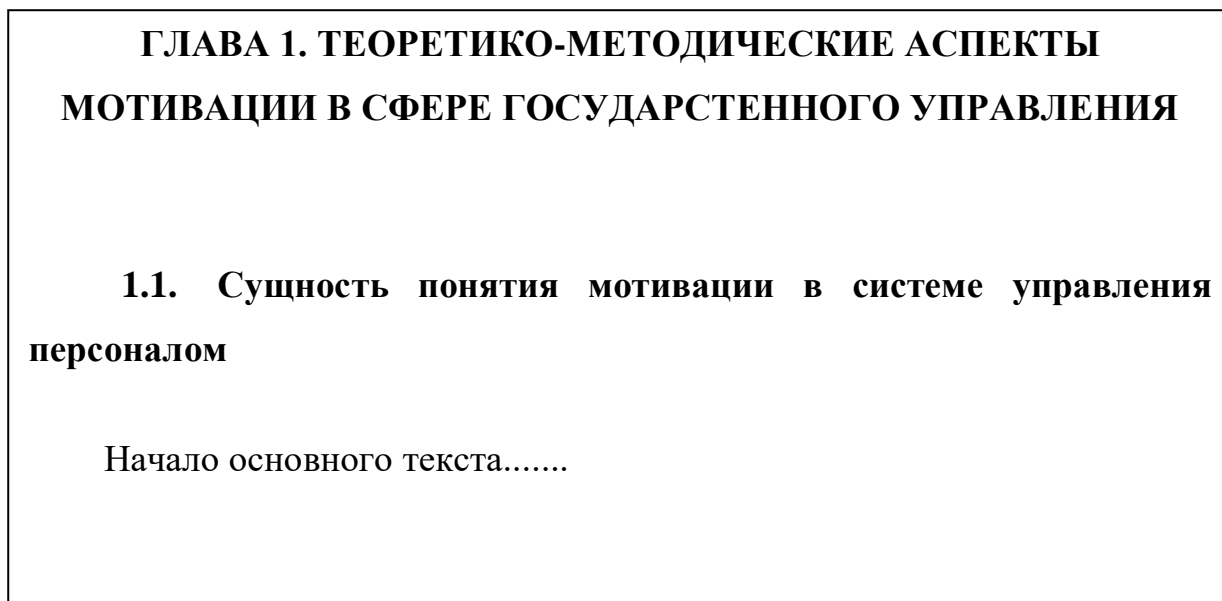 ГЛАВА 1. ТЕОРЕТИКО-МЕТОДИЧЕСКИЕ АСПЕКТЫ
МОТИВАЦИИ В СФЕРЕ ГОСУДАРСТЕННОГО УПРАВЛЕНИЯ
1.1. Сущность понятия мотивации в системе управления
персоналом
Начало основного текста.......